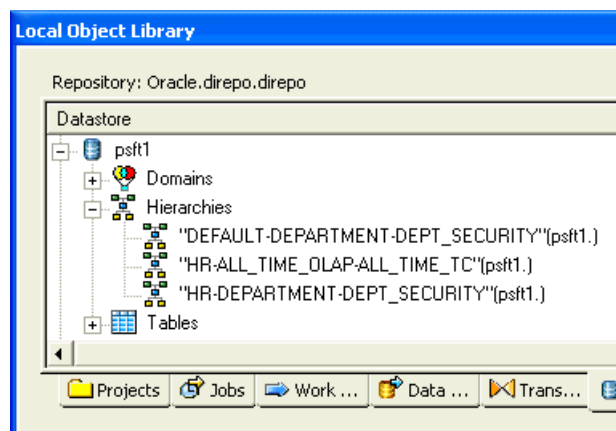 Local Object Library
Repository: Oracle.direpo.direpo
Datastore
psft1
Domains
Hierarchies
"DEFAULT-DEPARTMENT-DEPT_SECURITY"(psft1.)
"HR-ALL_TIME_OLAP-ALL_TIME_TC"(psft1.)
"HR-DEPARTMENT-DEPT_SECURITY"(psft1.)
Tables
Projects Jobs Work ... Data ... Trans...